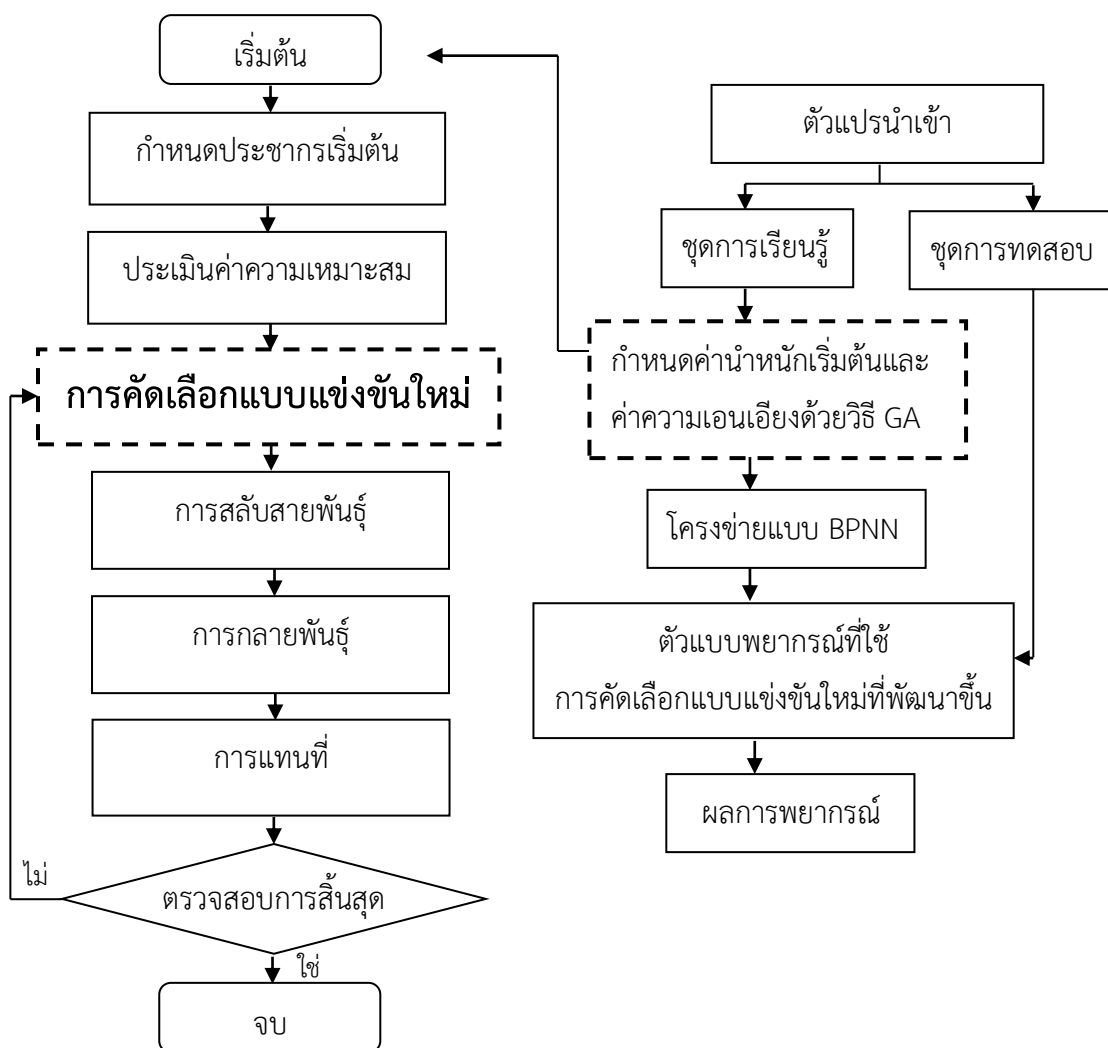 เริ่มต้น
กำหนดประชากรเริ่มต้น
ประเมินค่าความเหมาะสม
การคัดเลือกแบบแข่งขันใหม่
การสลับสายพันธุ์
การกลายพันธุ์
การแทนที่
ไม่
ตรวจสอบการสิ้นสุด
ใช่
จบ
ตัวแปรนำเข้า
ชุดการเรียนรู้
ชุดการทดสอบ
กำหนดค่านำหนักเริ่มต้นและ
ค่าความเอนเอียงด้วยวิธี GA
โครงข่ายแบบ BPNN
ตัวแบบพยากรณ์ที่ใช้
การคัดเลือกแบบแข่งขันใหม่ที่พัฒนาขึ้น
ผลการพยากรณ์